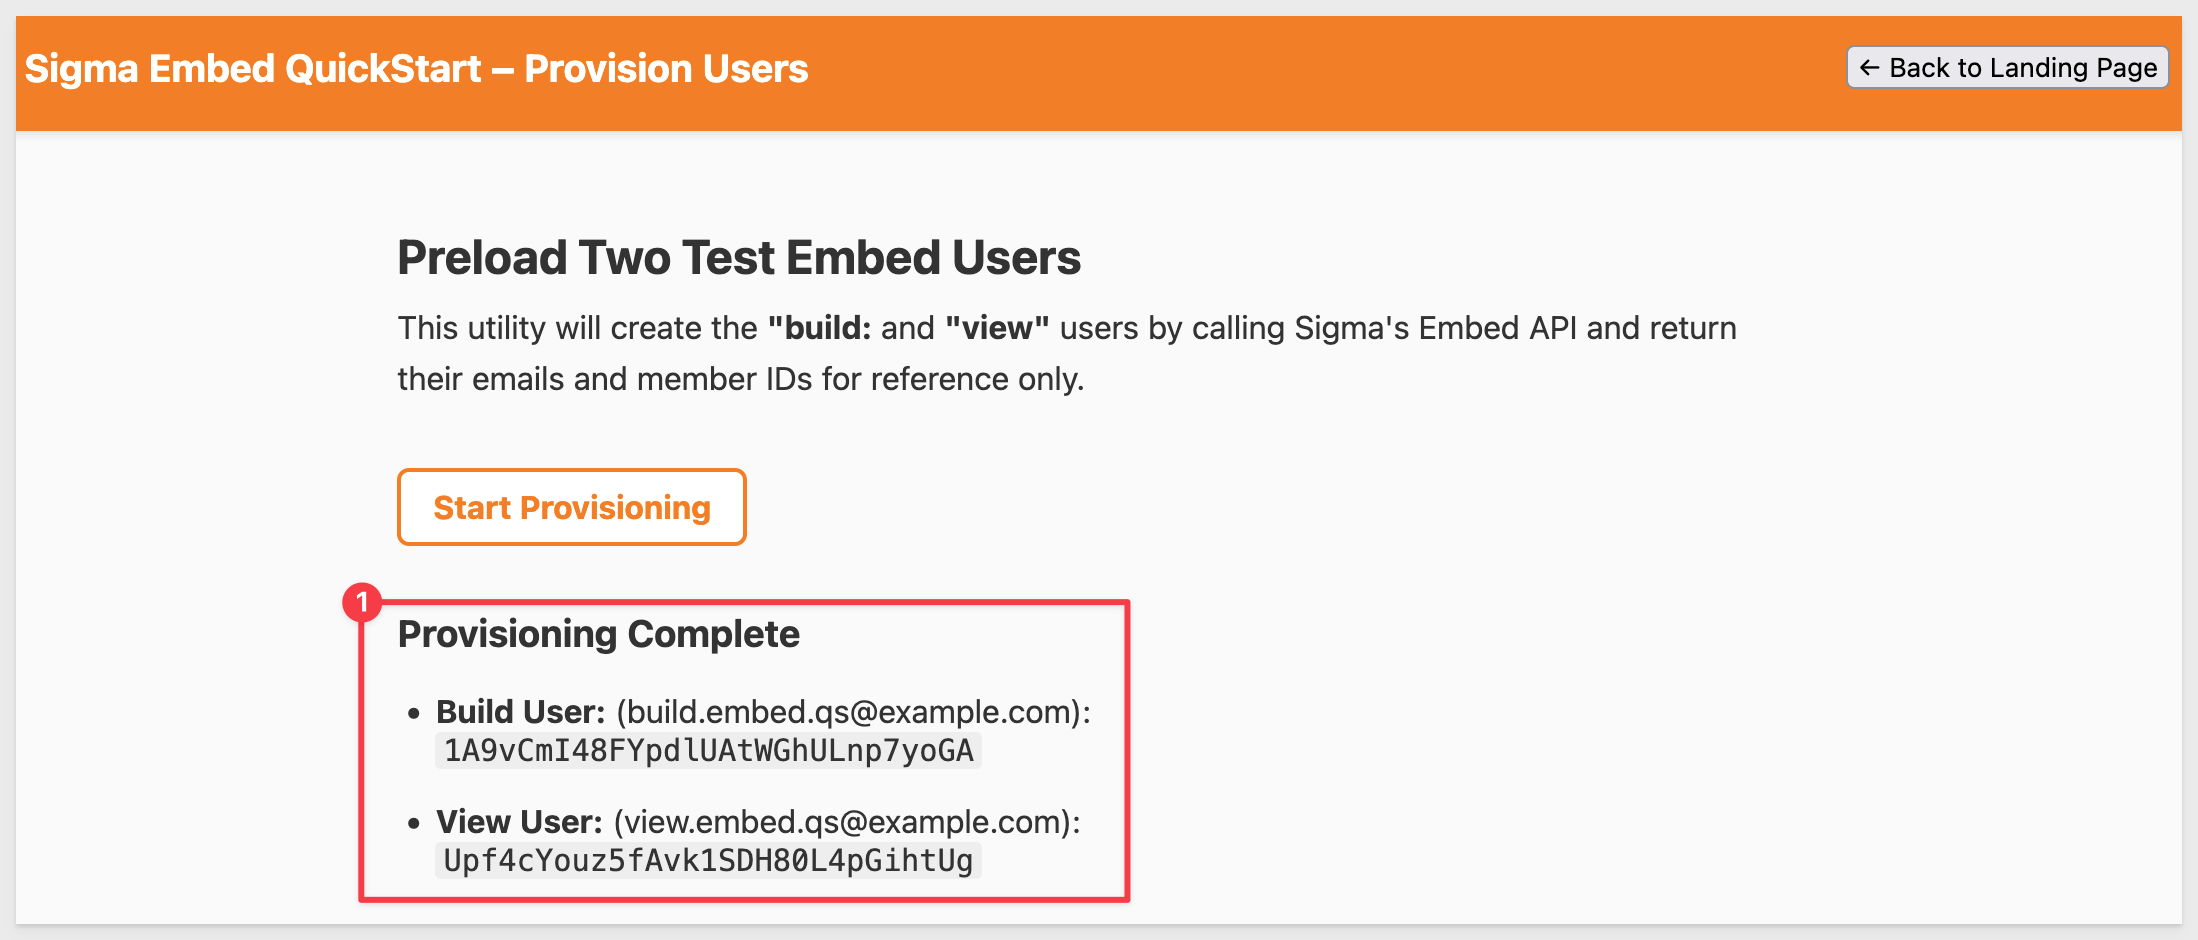 Sigma Embed QuickStart – Provision Users
← Back to Landing Page
Preload Two Test Embed Users
This utility will create the "build: and "view" users by calling Sigma's Embed API and return
their emails and member IDs for reference only.
Start Provisioning
1
Provisioning Complete
• Build User: (build.embed.qs@example.com):
1A9vCmI48FYpdlUAtWGhULnp7yoGA
• View User: (view.embed.qs@example.com):
Upf4cYouz5fAvk1SDH80L4pGihtUg